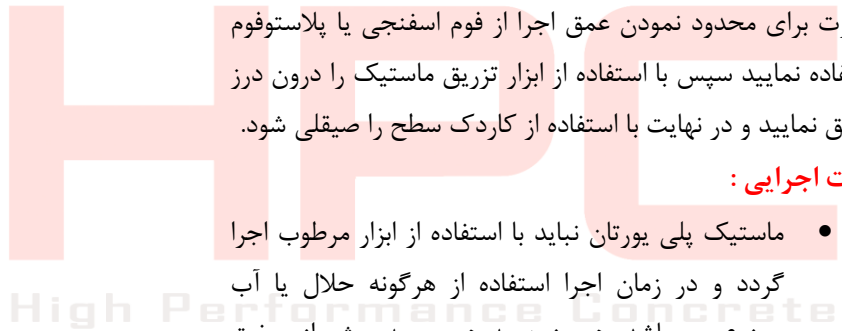 برای محدود نمودن عمق اجرا از فوم اسفنجی یا پلاستوفوم
نمایید سپس با استفاده از ابزار تزریق ماستیک را درون درز
نمایید و در نهایت با استفاده از کاردک سطح را صیقلی شود.
اجرایی :
• ماستیک پلی یورتان نباید با استفاده از ابزار مرطوب اجرا
گردد و در زمان اجرا استفاده از هرگونه حلال یا آب
HPC
High Performance Concrete